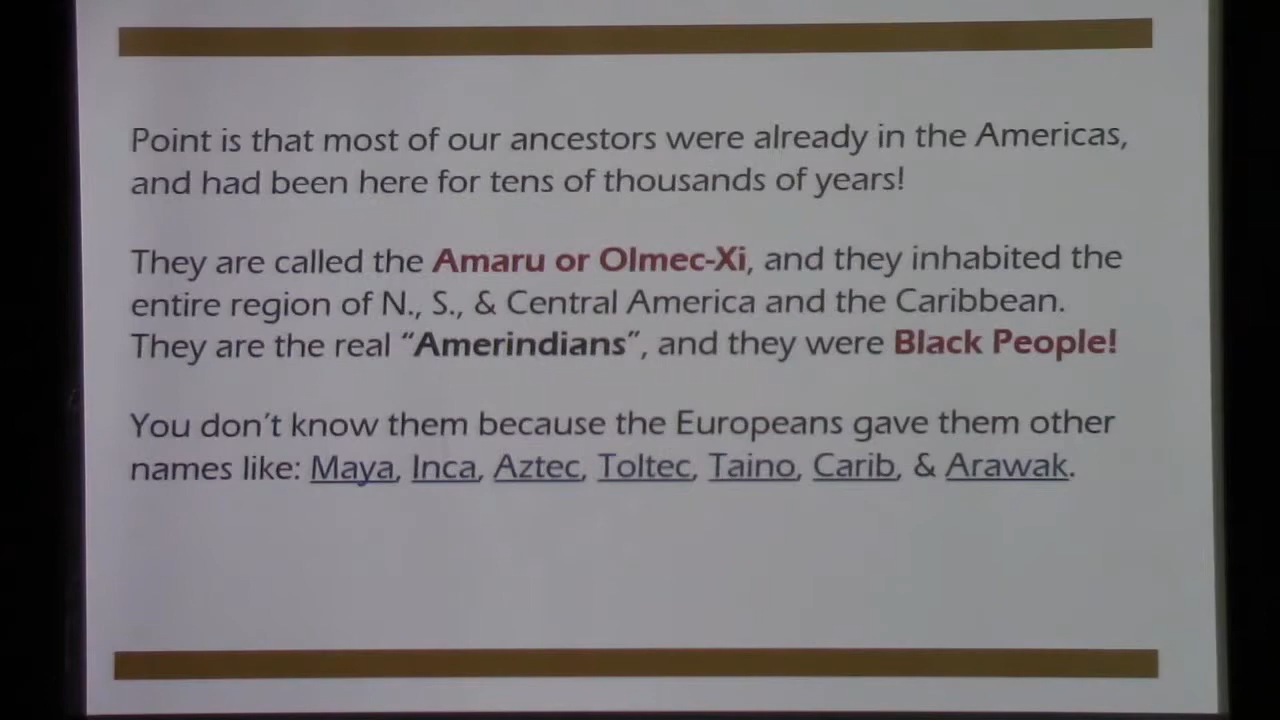 Point is that most of our ancestors were already in the Americas,
and had been here for tens of thousands of years!
They are called the Amaru or Olmec-Xi, and they inhabited the
entire region of N., S., & Central America and the Caribbean.
They are the real “Amerindians”, and they were Black People!
You don’t know them because the Europeans gave them other
names like: Maya, Inca, Aztec, Toltec, Taino, Carib, & Arawak.